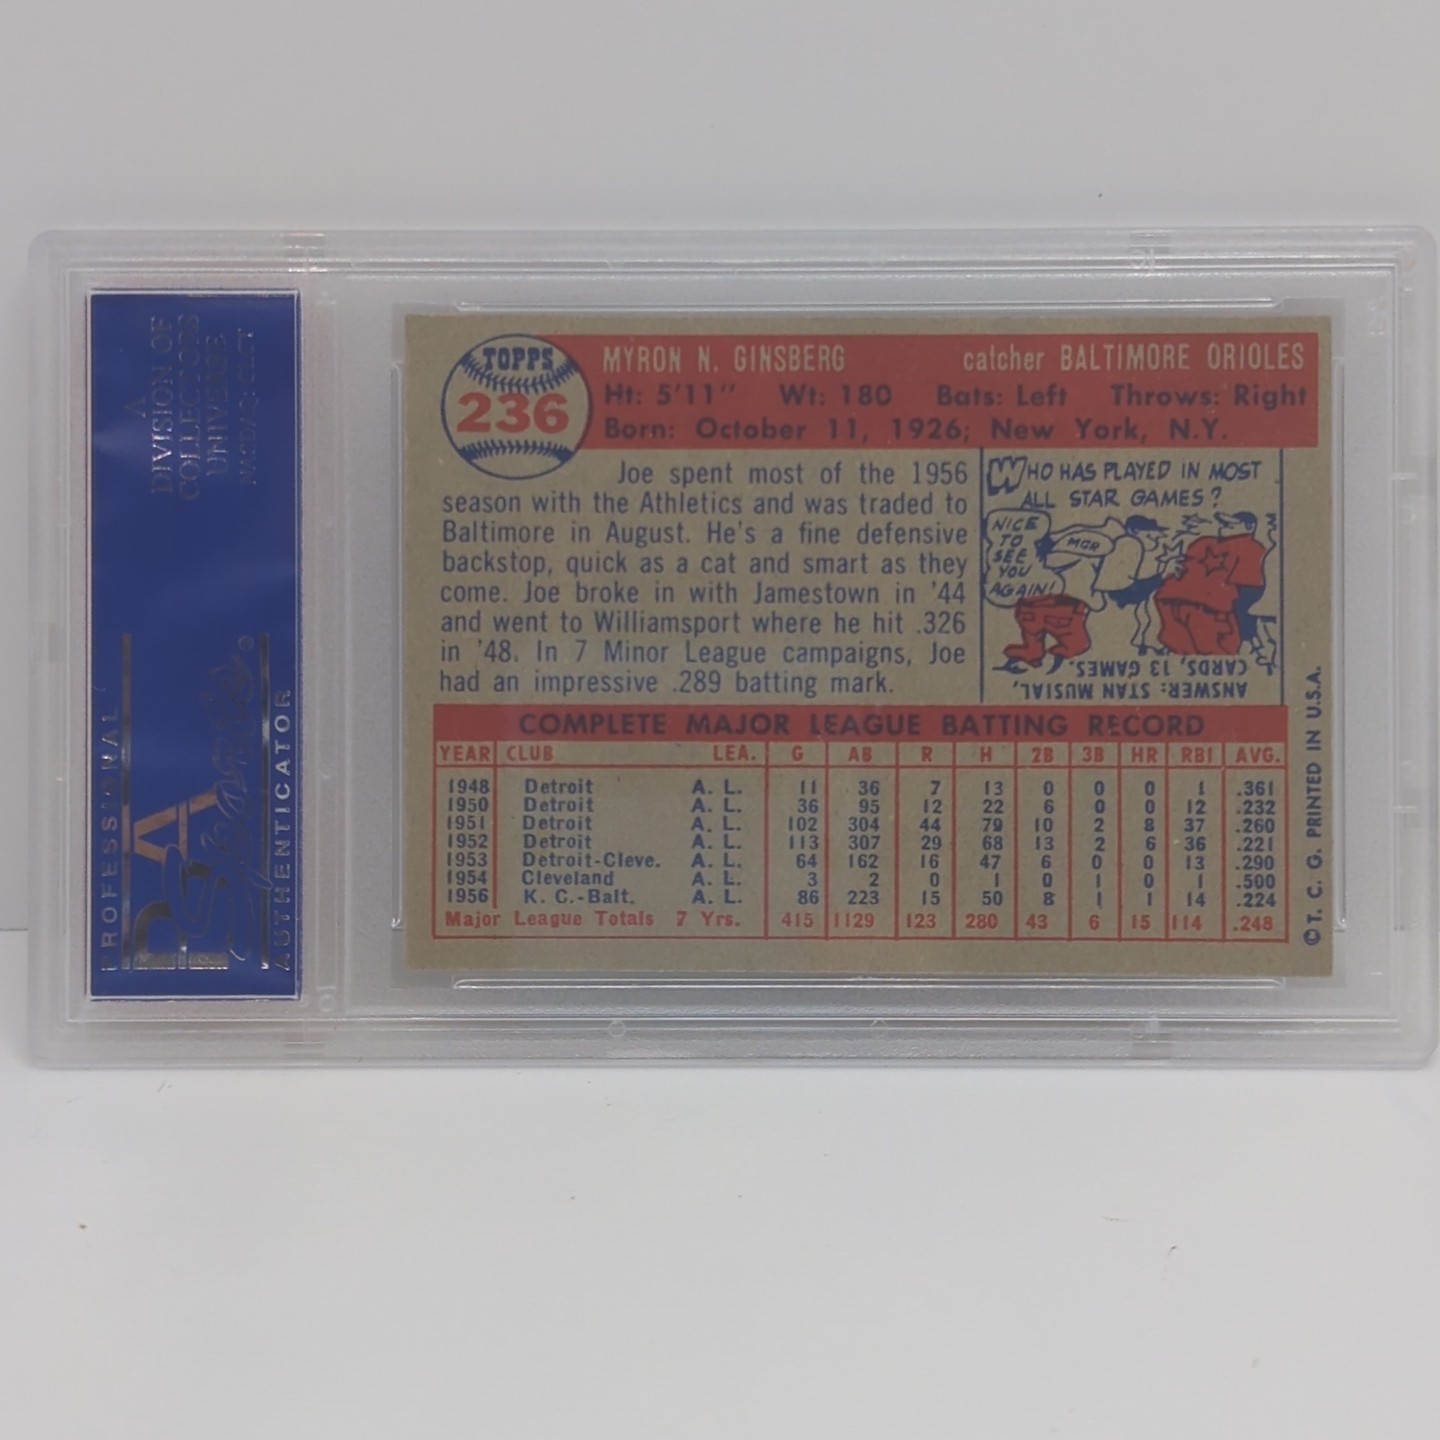 A
DIVISION OF
COLLECTORS
UNIVERSE
NASDAQ: CLCT
PROFESSIONAL
PSA
Sports
AUTHENTICATOR
TOPPS
236
MYRON N. GINSBERG catcher BALTIMORE ORIOLES
Ht: 5'11" Wt: 180 Bats: Left Throws: Right
Born: October 11, 1926; New York, N.Y.
Joe spent most of the 1956
season with the Athletics and was traded to
Baltimore in August. He's a fine defensive
backstop, quick as a cat and smart as they
come. Joe broke in with Jamestown in '44
and went to Williamsport where he hit .326
in '48. In 7 Minor League campaigns, Joe
had an impressive .289 batting mark.
WHO HAS PLAYED IN MOST
ALL STAR GAMES?
NICE
TO
SEE
YOU
AGAIN!
MGR
ANSWER: STAN MUSIAL,
CARDS, 13 GAMES.
COMPLETE MAJOR LEAGUE BATTING RECORD
YEAR CLUB LEA. G AB R H 2B 3B HR RBI AVG.
1948 Detroit A. L. 11 36 7 13 0 0 0 1 .361
1950 Detroit A. L. 36 95 12 22 6 0 0 12 .232
1951 Detroit A. L. 102 304 44 79 10 2 8 37 .260
1952 Detroit A. L. 113 307 29 68 13 2 6 36 .221
1953 Detroit-Cleve. A. L. 64 162 16 47 6 0 0 13 .290
1954 Cleveland A. L. 3 2 0 1 0 1 0 1 .500
1956 K. C.-Balt. A. L. 86 223 15 50 8 1 1 14 .224
Major League Totals 7 Yrs. 415 1129 123 280 43 6 15 114 .248
©T. C. G. PRINTED IN U.S.A.